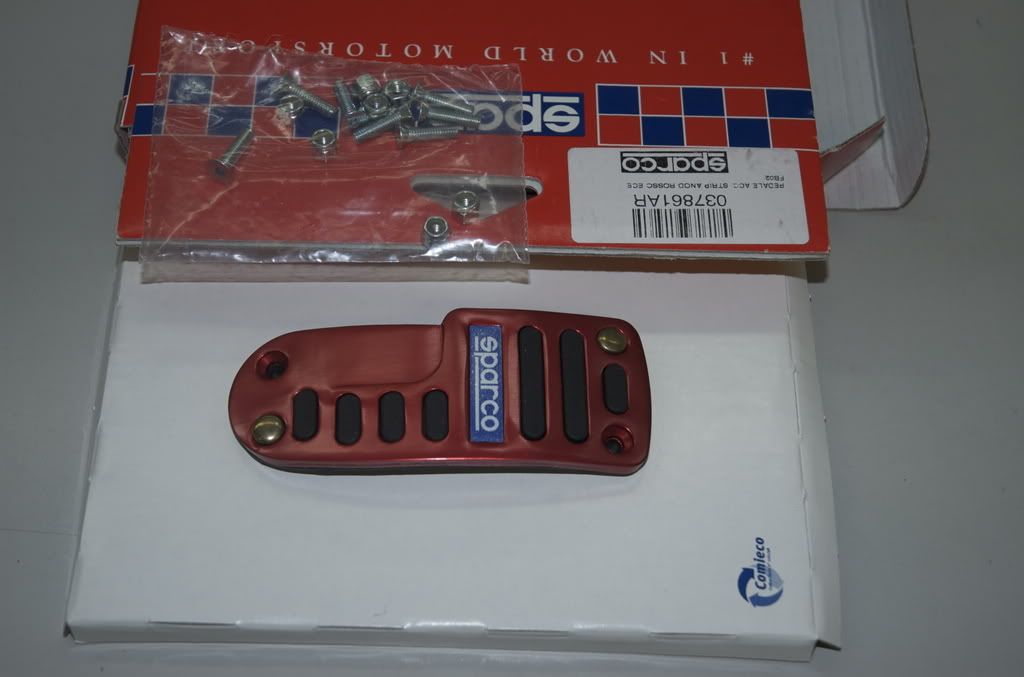 # 1 IN WORLD MOTORSPORT
sparco
sparco
PEDALE ACC. STRIP ANOD ROSSO ECE
FB02
037861AR
sparco
Comieco